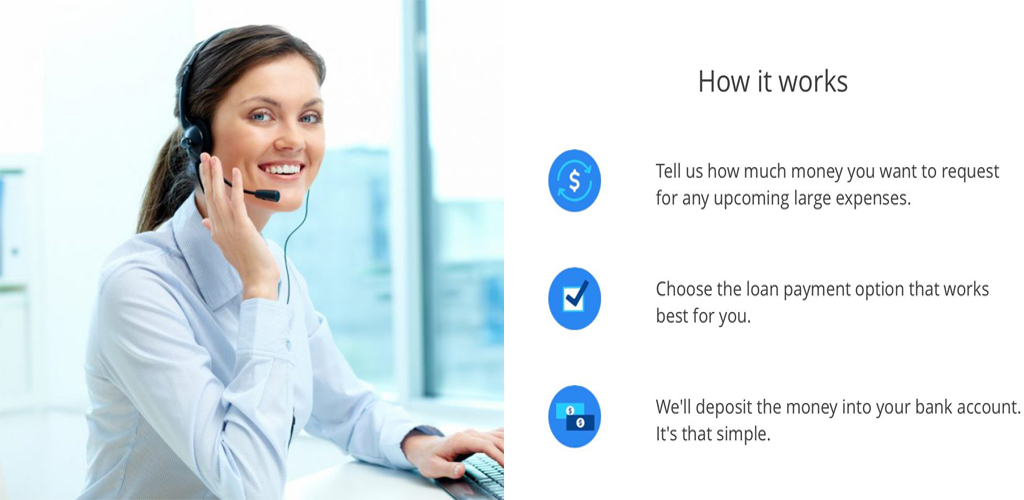 How it works
Tell us how much money you want to request
for any upcoming large expenses.
Choose the loan payment option that works
best for you.
We'll deposit the money into your bank account.
It's that simple.